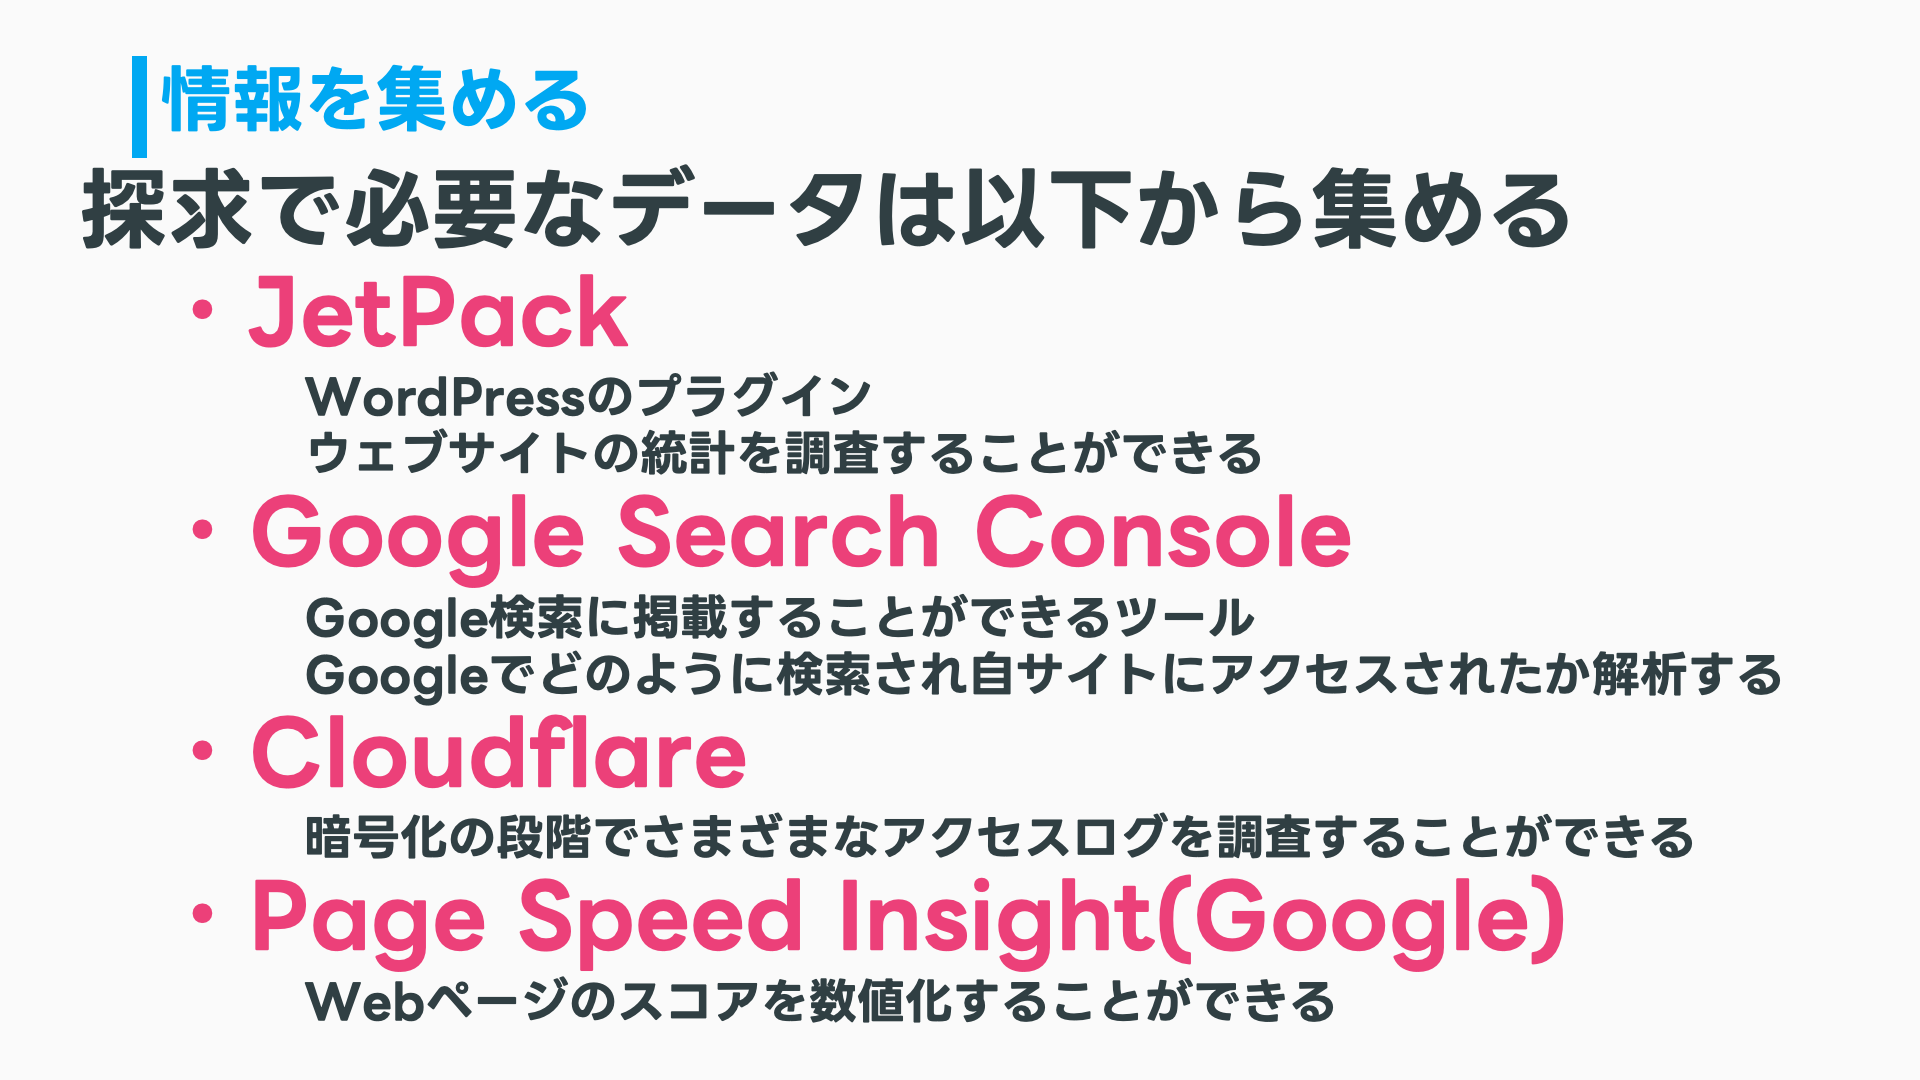 情報を集める
探求で必要なデータは以下から集める
・JetPack
WordPressのプラグイン
ウェブサイトの統計を調査することができる
・Google Search Console
Google検索に掲載することができるツール
Googleでどのように検索され自サイトにアクセスされたか解析する
・Cloudflare
暗号化の段階でさまざまなアクセスログを調査することができる
・Page Speed Insight(Google)
Webページのスコアを数値化することができる